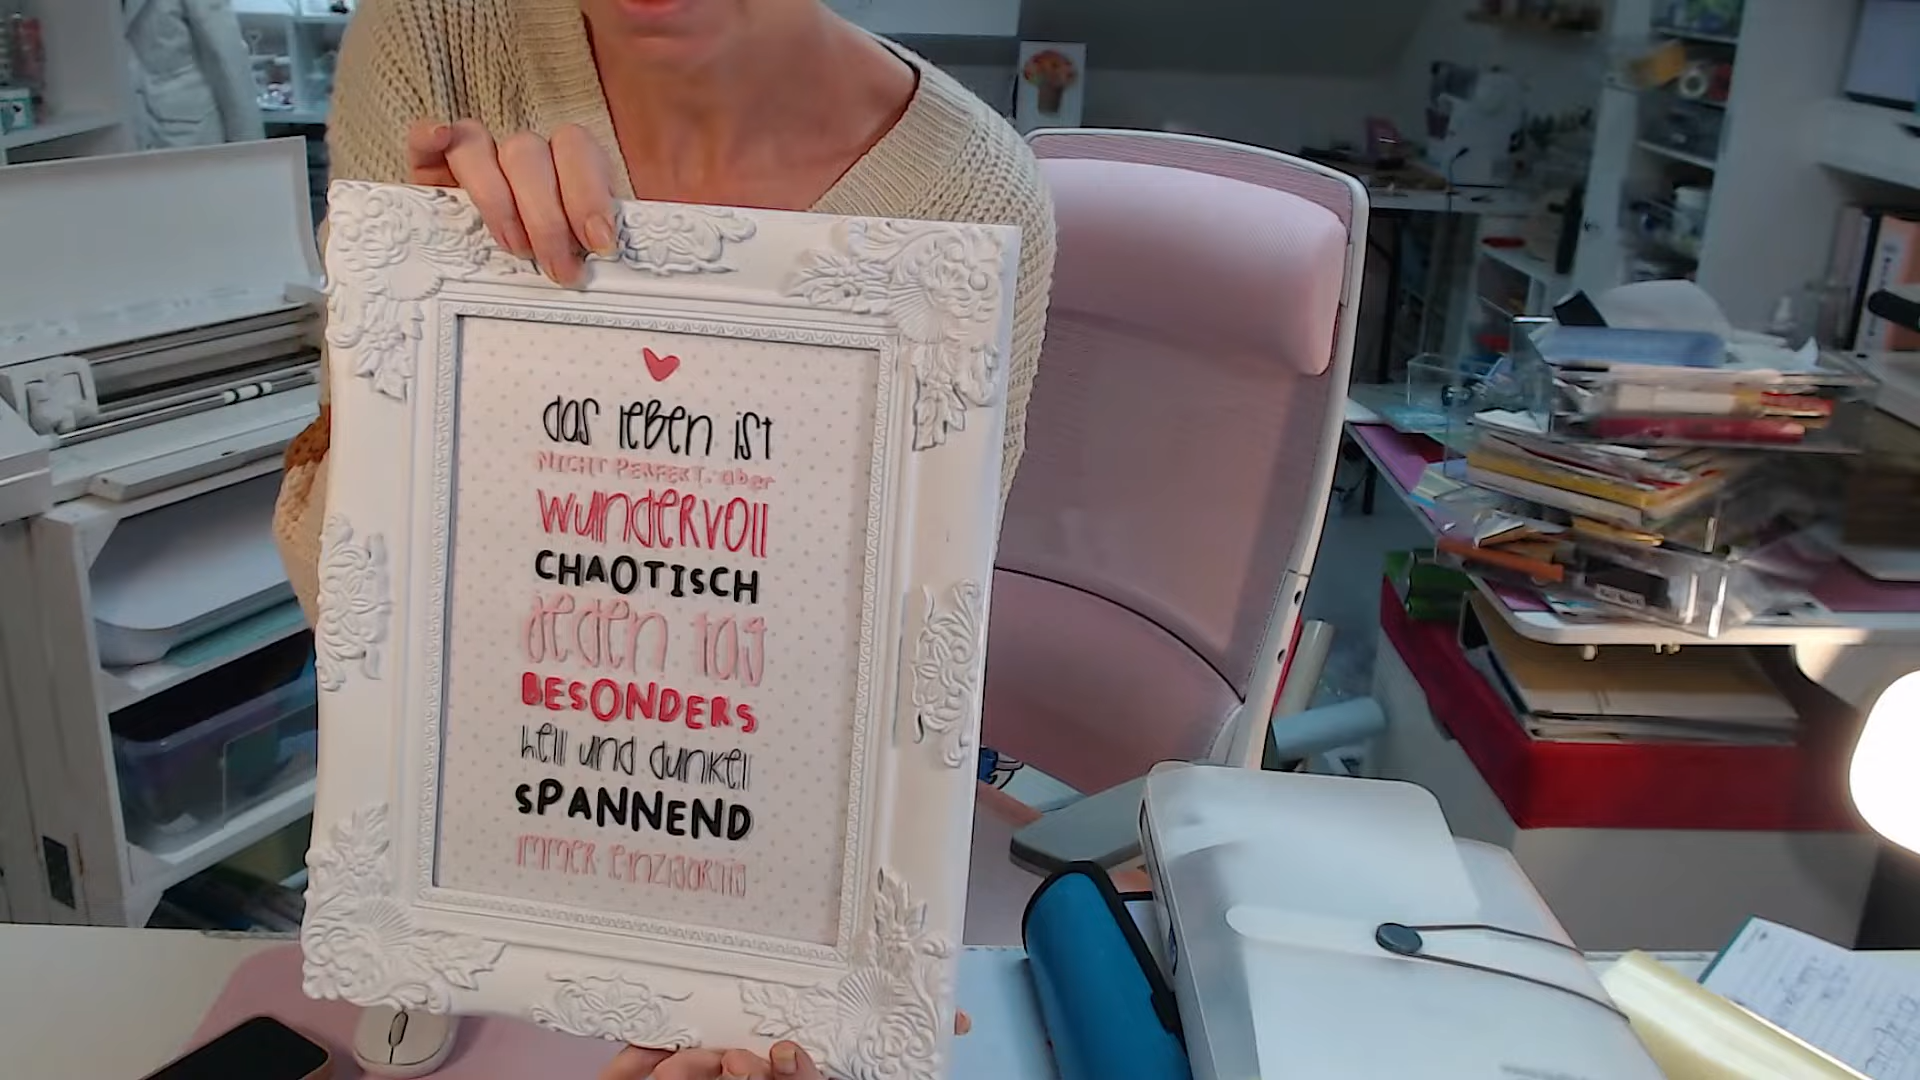 das leben ist
NICHT PERFEKT. aber
wundervoll
CHAOTISCH
jeden tag
BESONDERS
hell und dunkel
SPANNEND
immer einzigartig